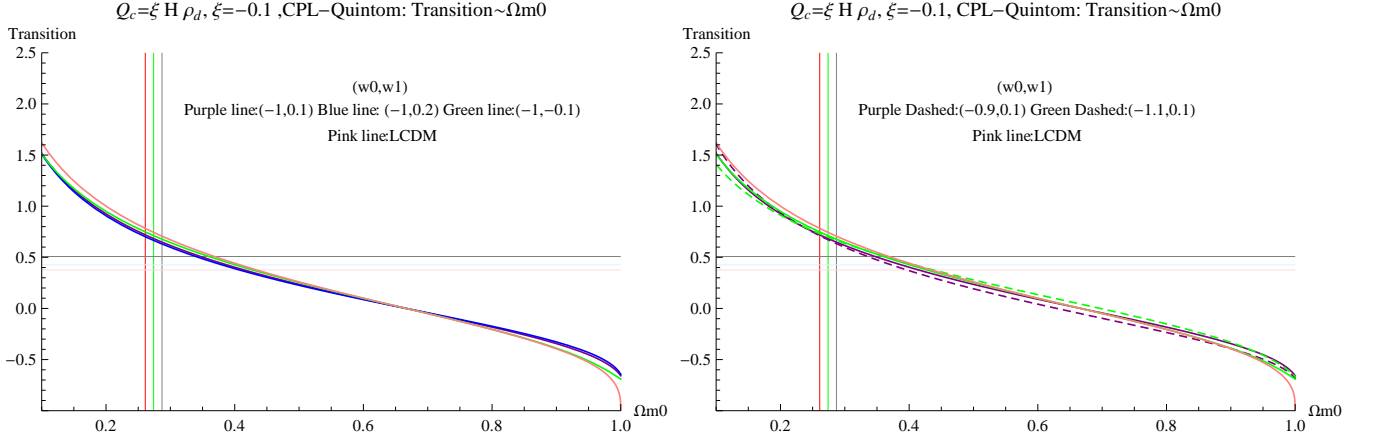 Q_c=ξ H ρ_d, ξ=−0.1 ,CPL−Quintom: Transition~Ωm0
Transition
2.5
2.0
1.5
1.0
0.5
0.0
−0.5
(w0,w1)
Purple line:(−1,0.1) Blue line: (−1,0.2) Green line:(−1,−0.1)
Pink line:LCDM
0.2
0.4
0.6
0.8
1.0
Ωm0
Q_c=ξ H ρ_d, ξ=−0.1, CPL−Quintom: Transition~Ωm0
Transition
2.5
2.0
1.5
1.0
0.5
0.0
−0.5
(w0,w1)
Purple Dashed:(−0.9,0.1) Green Dashed:(−1.1,0.1)
Pink line:LCDM
0.2
0.4
0.6
0.8
1.0
Ωm0